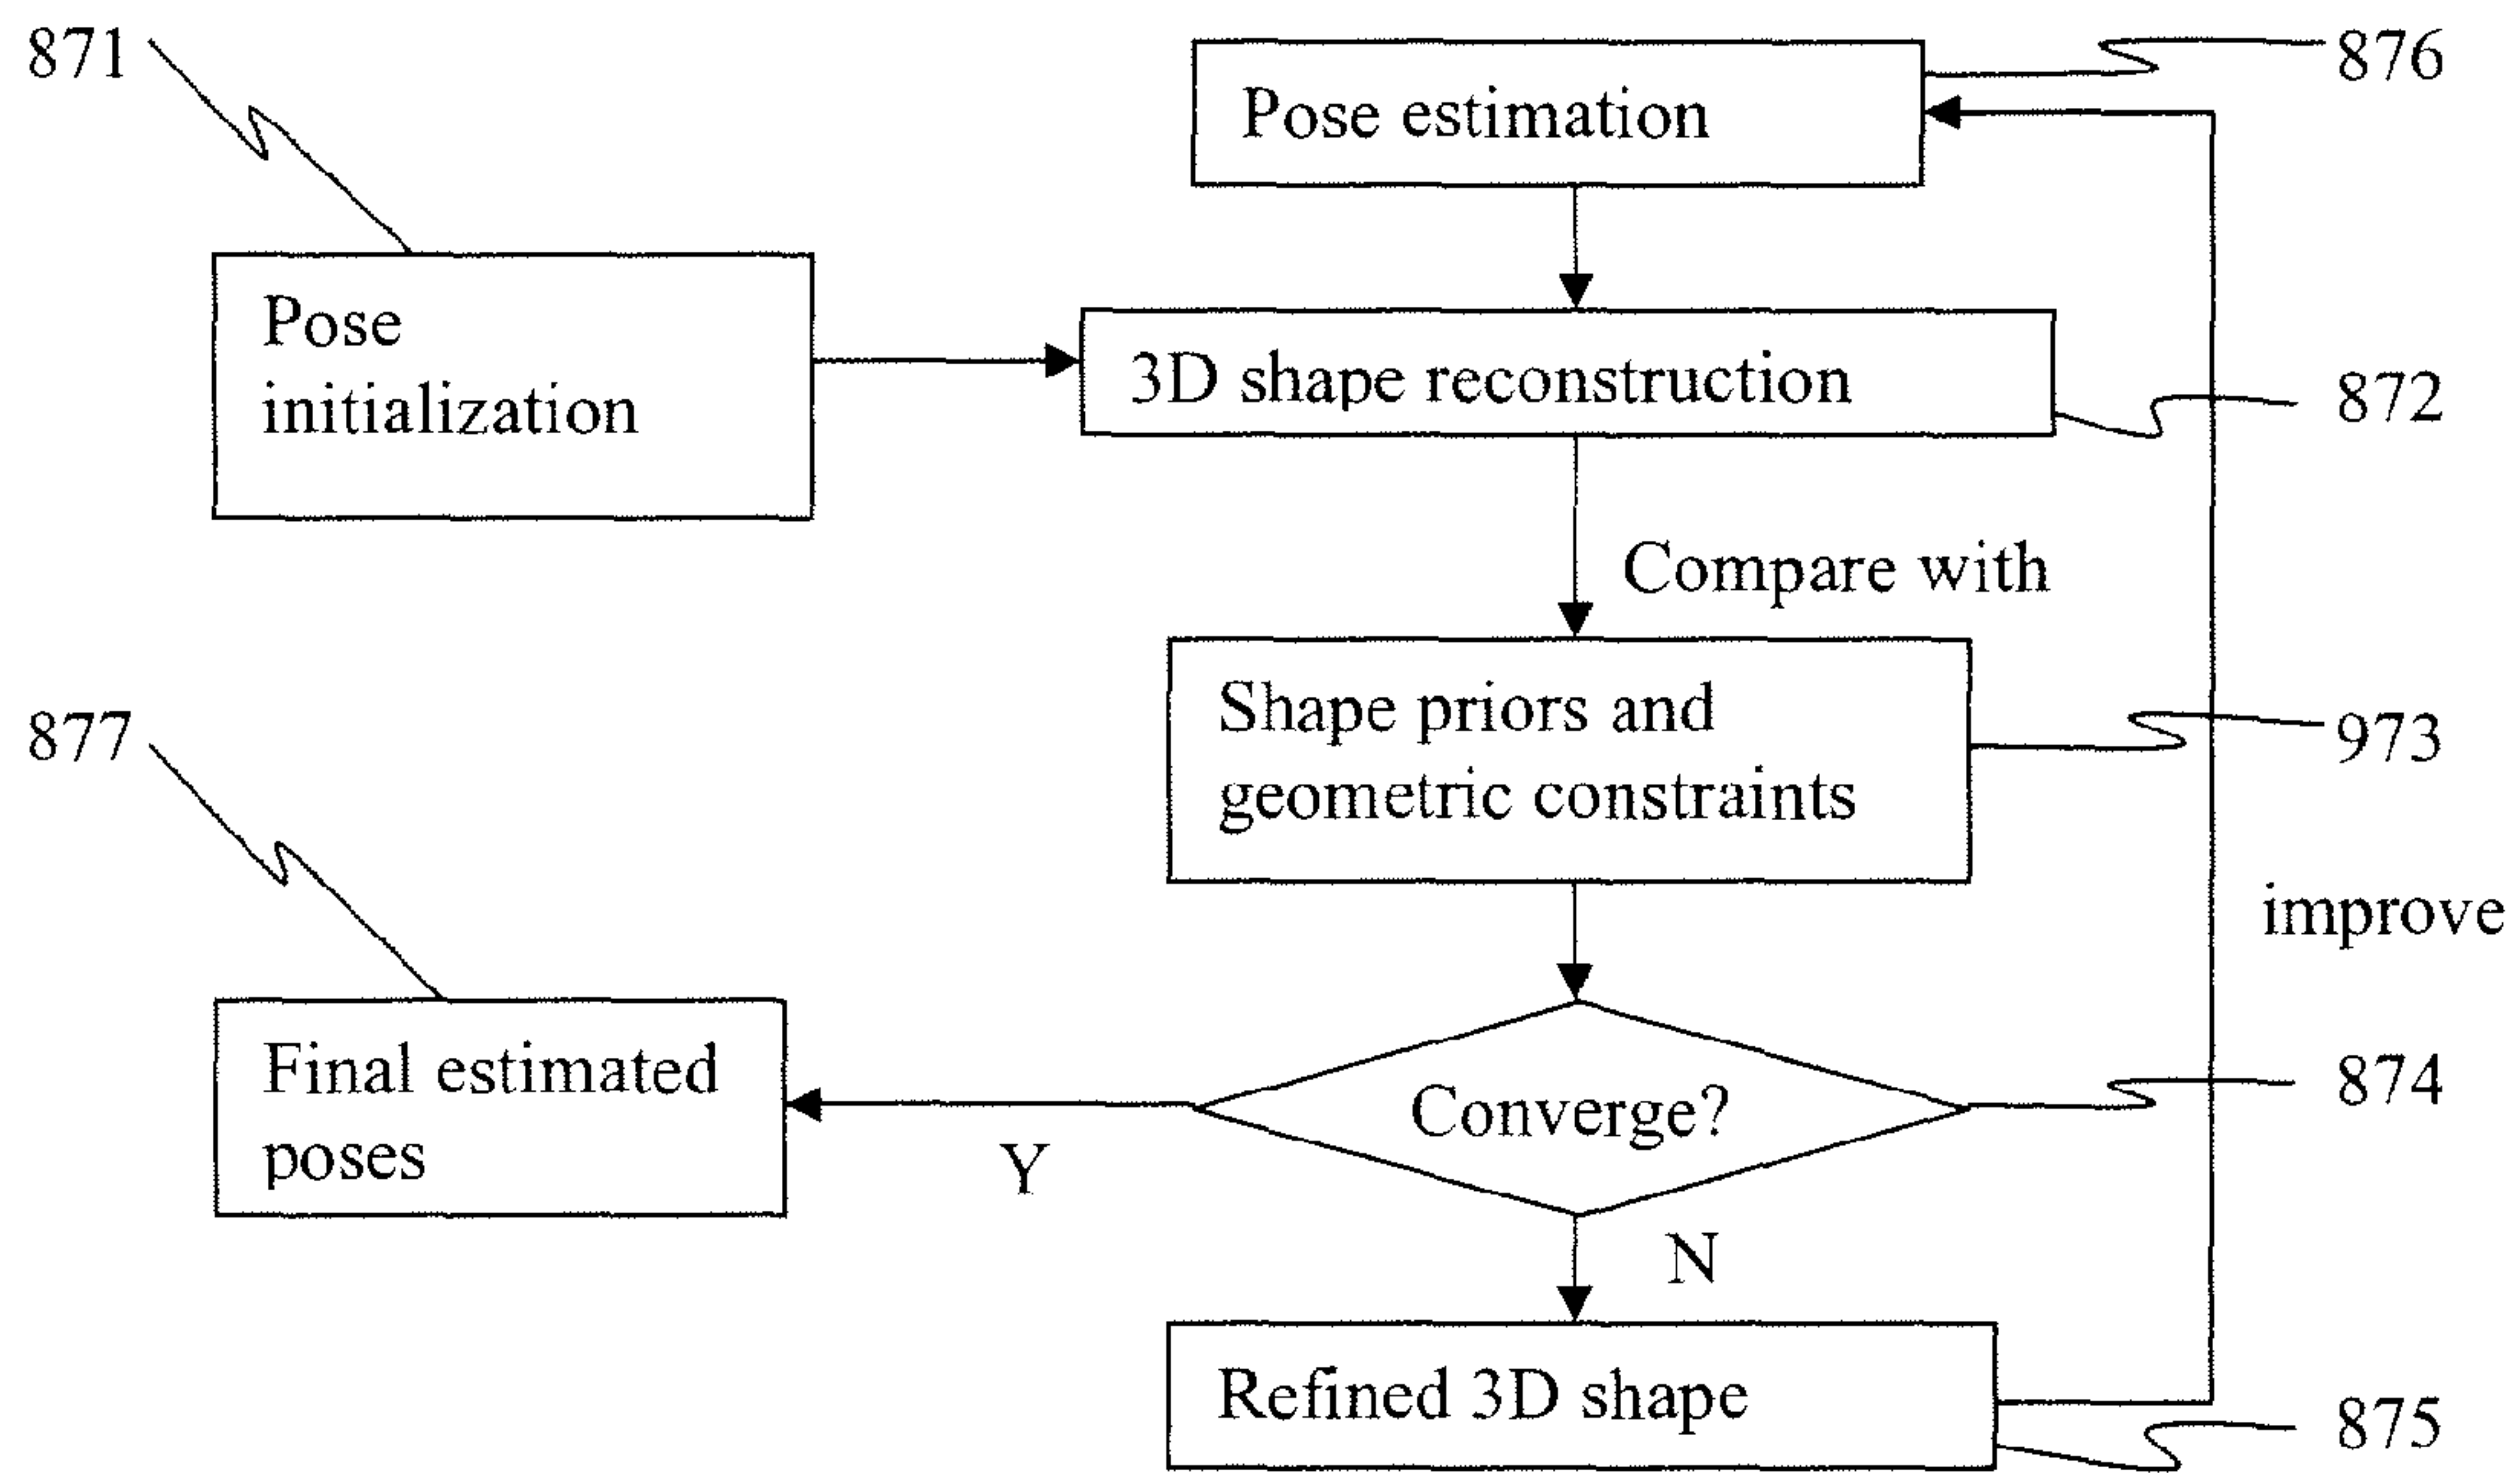 871
876
Pose estimation
Pose
initialization
3D shape reconstruction
872
Compare with
Shape priors and
geometric constraints
973
877
improve
Final estimated
poses
Converge?
874
Y
N
Refined 3D shape
875